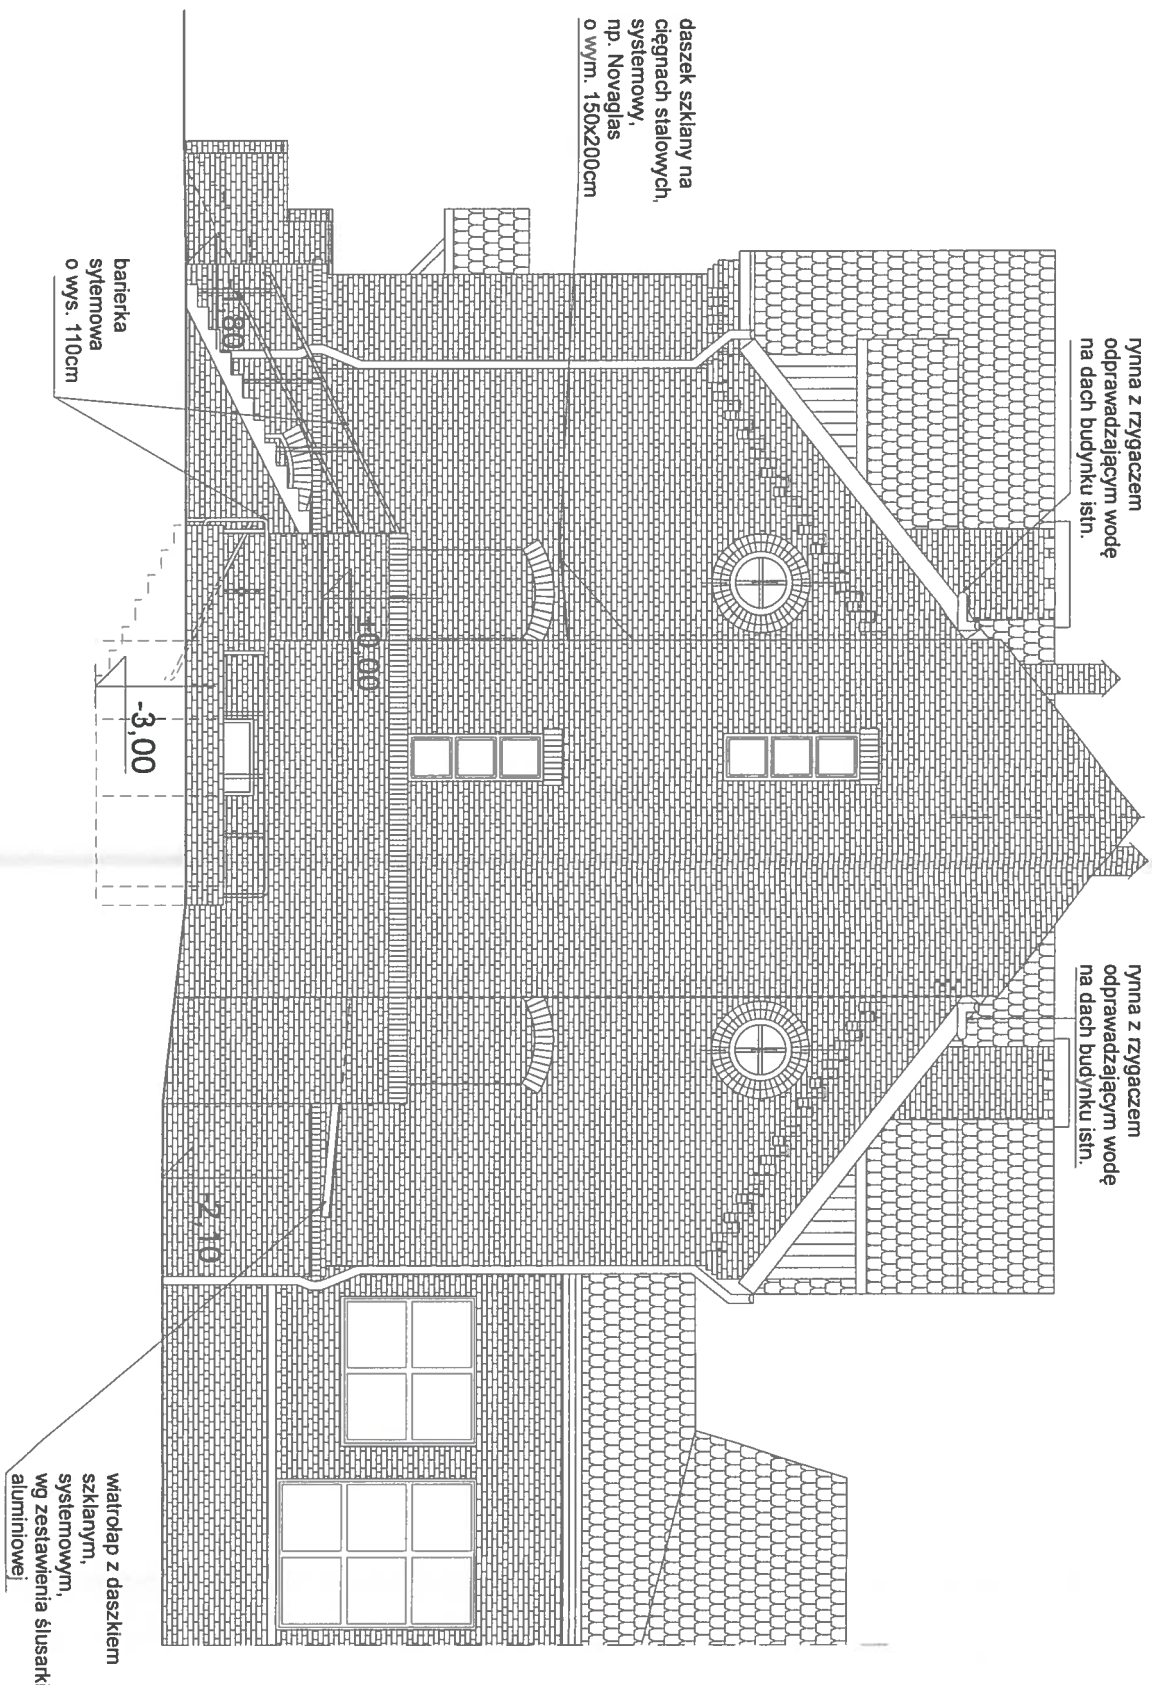 rynna z rzygaczem
odprawadzającym wodę
na dach budynku istn.
rynna z rzygaczem
odprawadzającym wodę
na dach budynku istn.
daszek szklany na
cięgnach stalowych,
systemowy,
np. Novaglas
o wym. 150x200cm
barierka
sytemowa
o wys. 110cm
-1,80
±0,00
-3,00
-2,10
wiatrołap z daszkiem
szklanym,
systemowym,
wg zestawienia ślusarki
aluminiowej